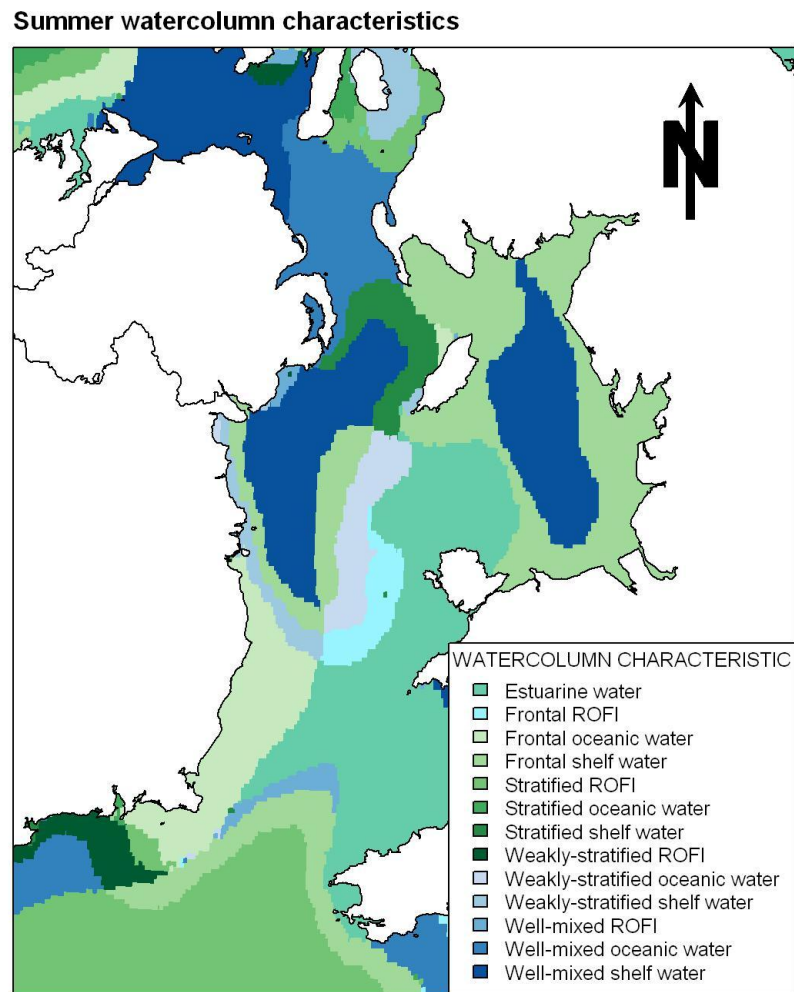 Summer watercolumn characteristics
N
WATERCOLUMN CHARACTERISTIC
Estuarine water
Frontal ROFI
Frontal oceanic water
Frontal shelf water
Stratified ROFI
Stratified oceanic water
Stratified shelf water
Weakly-stratified ROFI
Weakly-stratified oceanic water
Weakly-stratified shelf water
Well-mixed ROFI
Well-mixed oceanic water
Well-mixed shelf water